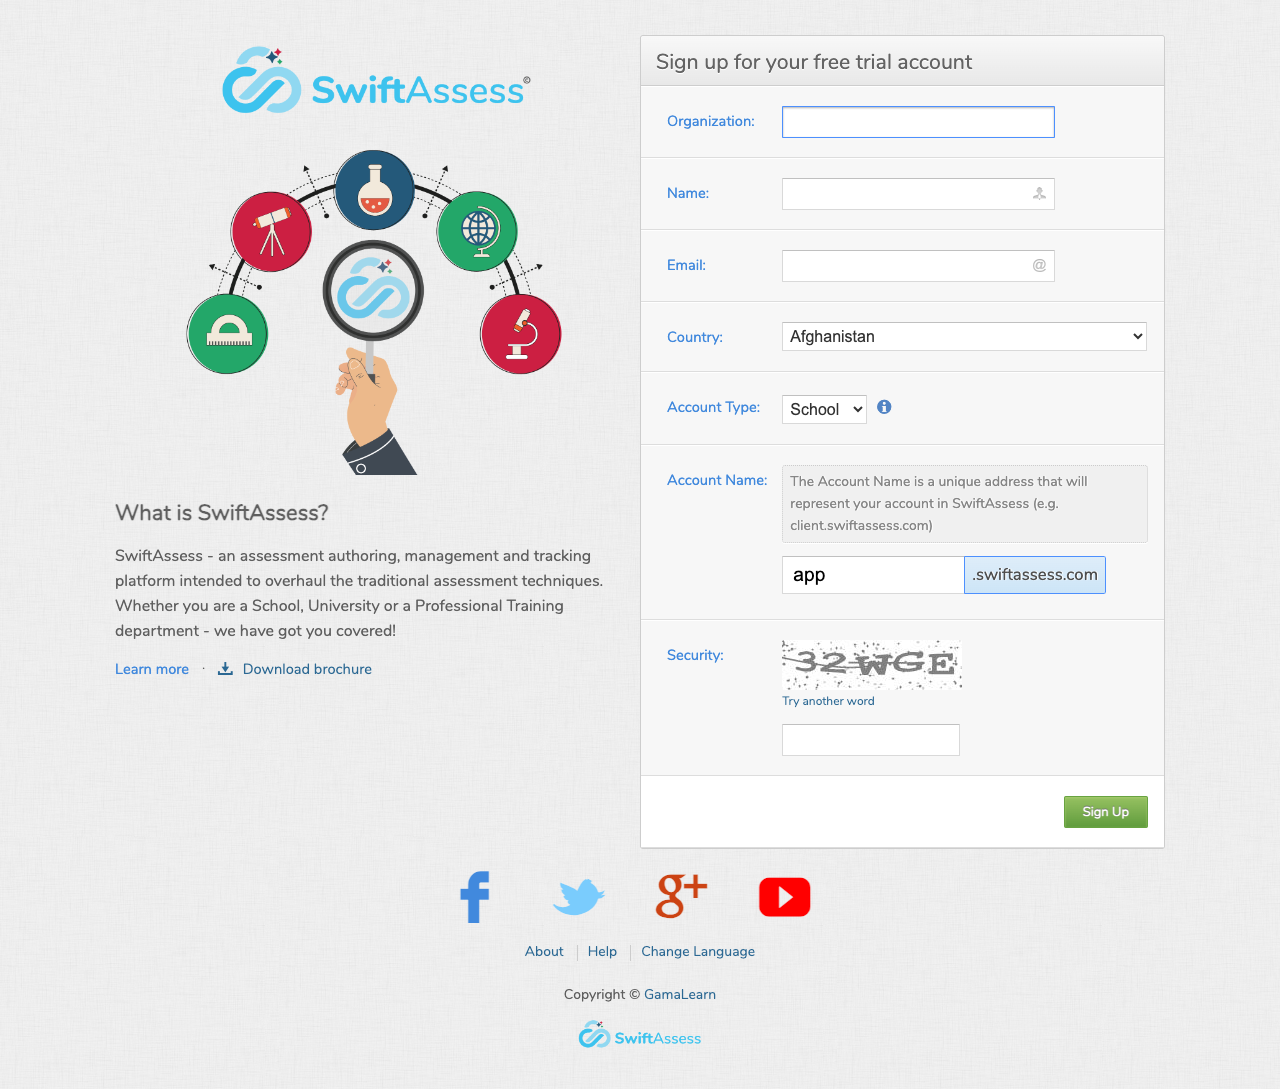 SwiftAssess©
What is SwiftAssess?
SwiftAssess - an assessment authoring, management and tracking
platform intended to overhaul the traditional assessment techniques.
Whether you are a School, University or a Professional Training
department - we have got you covered!
Learn more · Download brochure
Sign up for your free trial account
Organization:
Name:
Email: @
Country: Afghanistan
Account Type: School
Account Name: The Account Name is a unique address that will
represent your account in SwiftAssess (e.g.
client.swiftassess.com)
app .swiftassess.com
Security: 32WGE
Try another word
Sign Up
About Help Change Language
Copyright © GamaLearn
SwiftAssess